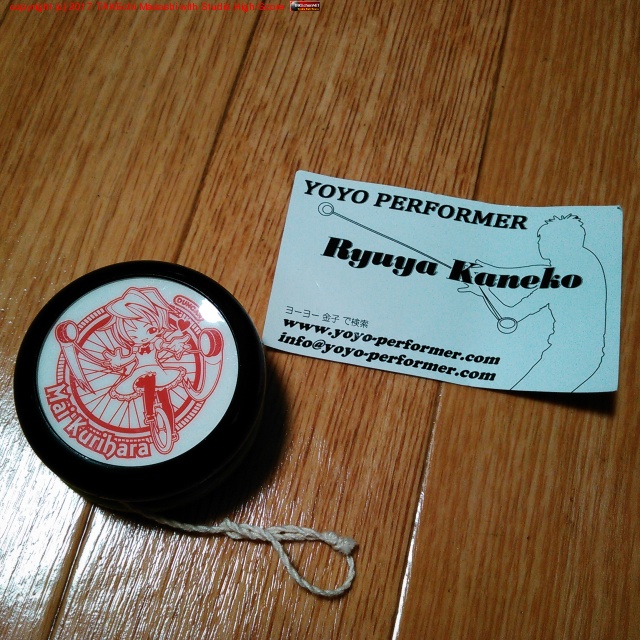 YOYO PERFORMER
Ryuya Kaneko
ヨーヨー 金子 で検索
www.yoyo-performer.com
info@yoyo-performer.com
Mai Kurihara